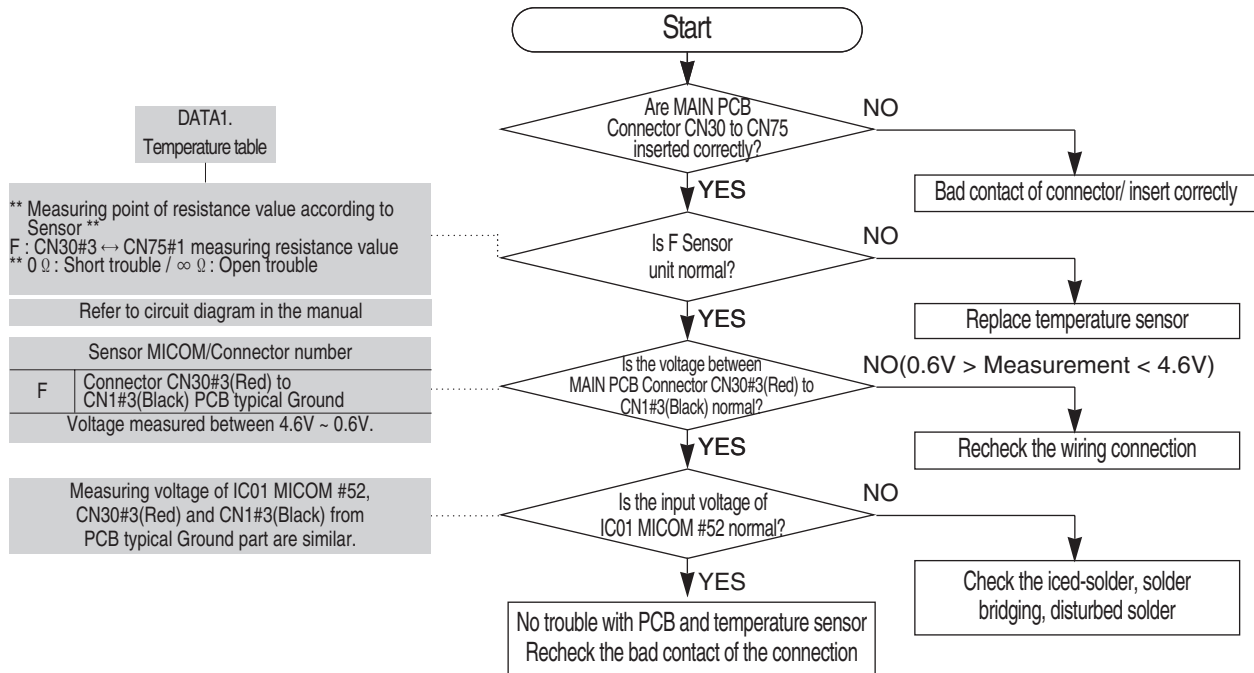 Start
Are MAIN PCB
Connector CN30 to CN75
inserted correctly?
NO
Bad contact of connector/ insert correctly
YES
DATA1.
Temperature table
** Measuring point of resistance value according to
Sensor **
F : CN30#3 ↔ CN75#1 measuring resistance value
** 0 Ω : Short trouble / ∞ Ω : Open trouble
Refer to circuit diagram in the manual
Is F Sensor
unit normal?
NO
Replace temperature sensor
YES
Sensor MICOM/Connector number
F
Connector CN30#3(Red) to
CN1#3(Black) PCB typical Ground
Voltage measured between 4.6V ~ 0.6V.
Is the voltage between
MAIN PCB Connector CN30#3(Red) to
CN1#3(Black) normal?
NO(0.6V > Measurement < 4.6V)
Recheck the wiring connection
YES
Measuring voltage of IC01 MICOM #52,
CN30#3(Red) and CN1#3(Black) from
PCB typical Ground part are similar.
Is the input voltage of
IC01 MICOM #52 normal?
NO
Check the iced-solder, solder
bridging, disturbed solder
YES
No trouble with PCB and temperature sensor
Recheck the bad contact of the connection